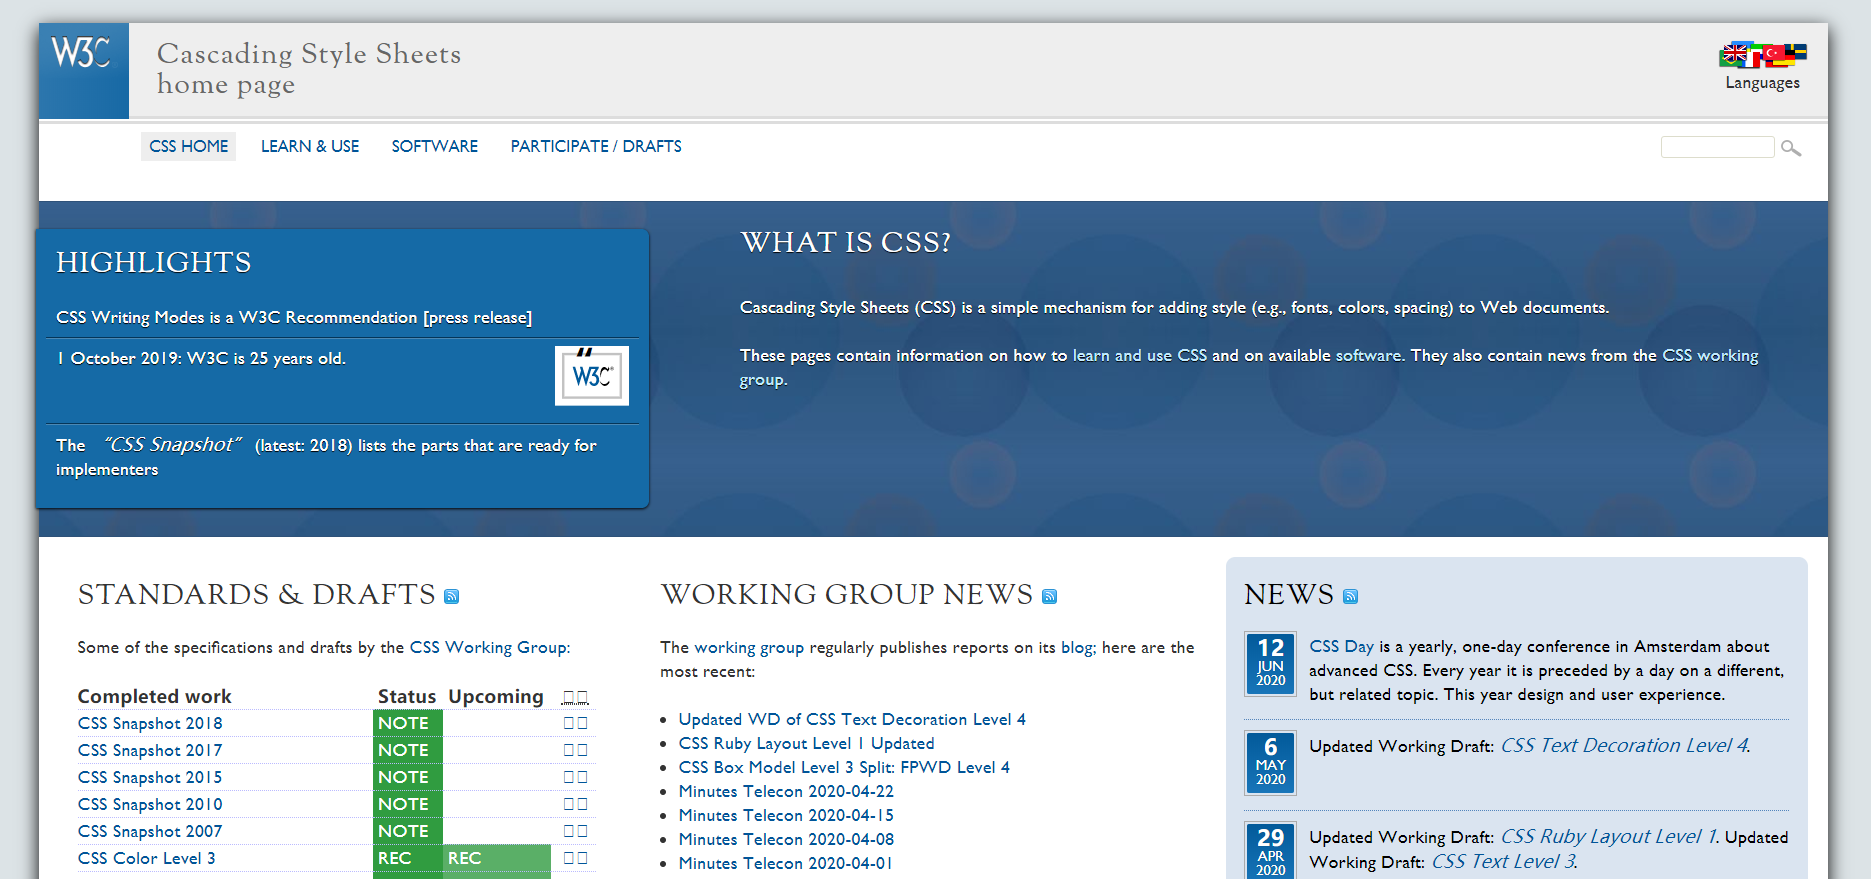 W3C
Cascading Style Sheets
home page
Languages
CSS HOME LEARN & USE SOFTWARE PARTICIPATE / DRAFTS
HIGHLIGHTS
CSS Writing Modes is a W3C Recommendation [press release]
1 October 2019: W3C is 25 years old.
W3C
The “CSS Snapshot” (latest: 2018) lists the parts that are ready for
implementers
WHAT IS CSS?
Cascading Style Sheets (CSS) is a simple mechanism for adding style (e.g., fonts, colors, spacing) to Web documents.
These pages contain information on how to learn and use CSS and on available software. They also contain news from the CSS working
group.
STANDARDS & DRAFTS
Some of the specifications and drafts by the CSS Working Group:
Completed work Status Upcoming
CSS Snapshot 2018 NOTE
CSS Snapshot 2017 NOTE
CSS Snapshot 2015 NOTE
CSS Snapshot 2010 NOTE
CSS Snapshot 2007 NOTE
CSS Color Level 3 REC REC
WORKING GROUP NEWS
The working group regularly publishes reports on its blog; here are the
most recent:
Updated WD of CSS Text Decoration Level 4
CSS Ruby Layout Level 1 Updated
CSS Box Model Level 3 Split: FPWD Level 4
Minutes Telecon 2020-04-22
Minutes Telecon 2020-04-15
Minutes Telecon 2020-04-08
Minutes Telecon 2020-04-01
NEWS
12
JUN
2020
CSS Day is a yearly, one-day conference in Amsterdam about
advanced CSS. Every year it is preceded by a day on a different,
but related topic. This year design and user experience.
6
MAY
2020
Updated Working Draft: CSS Text Decoration Level 4.
29
APR
2020
Updated Working Draft: CSS Ruby Layout Level 1. Updated
Working Draft: CSS Text Level 3.